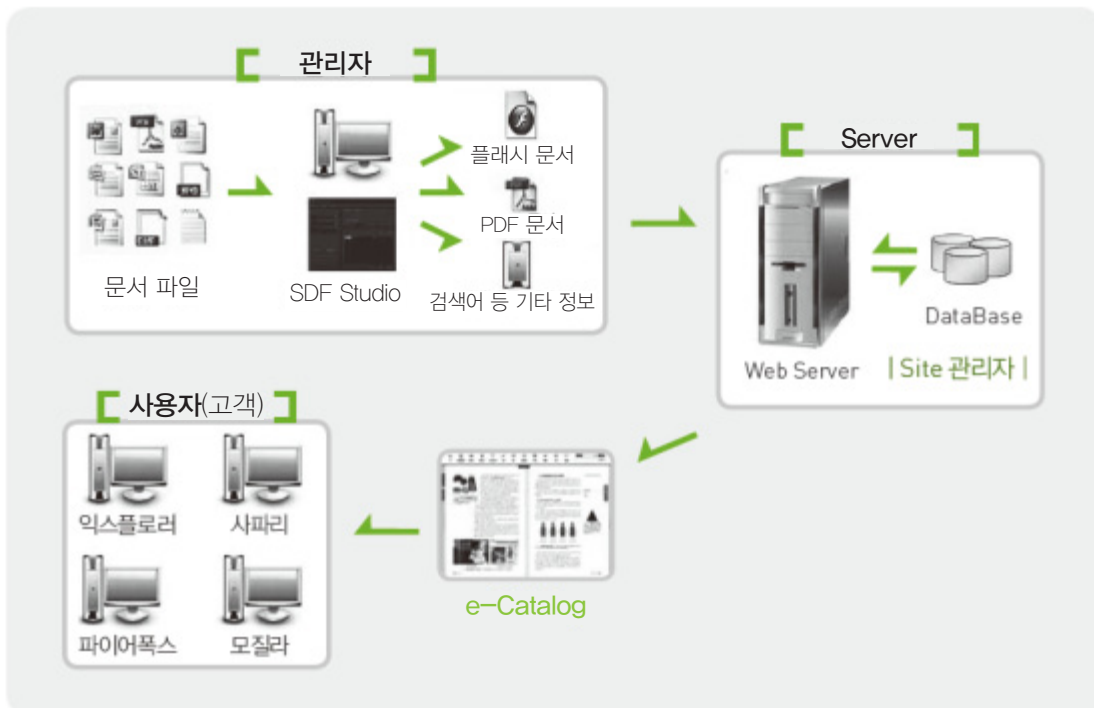 관리자
플래시 문서
PDF 문서
검색어 등 기타 정보
문서 파일
SDF Studio
Server
DataBase
Web Server
| Site 관리자 |
사용자(고객)
익스플로러
사파리
파이어폭스
모질라
e-Catalog